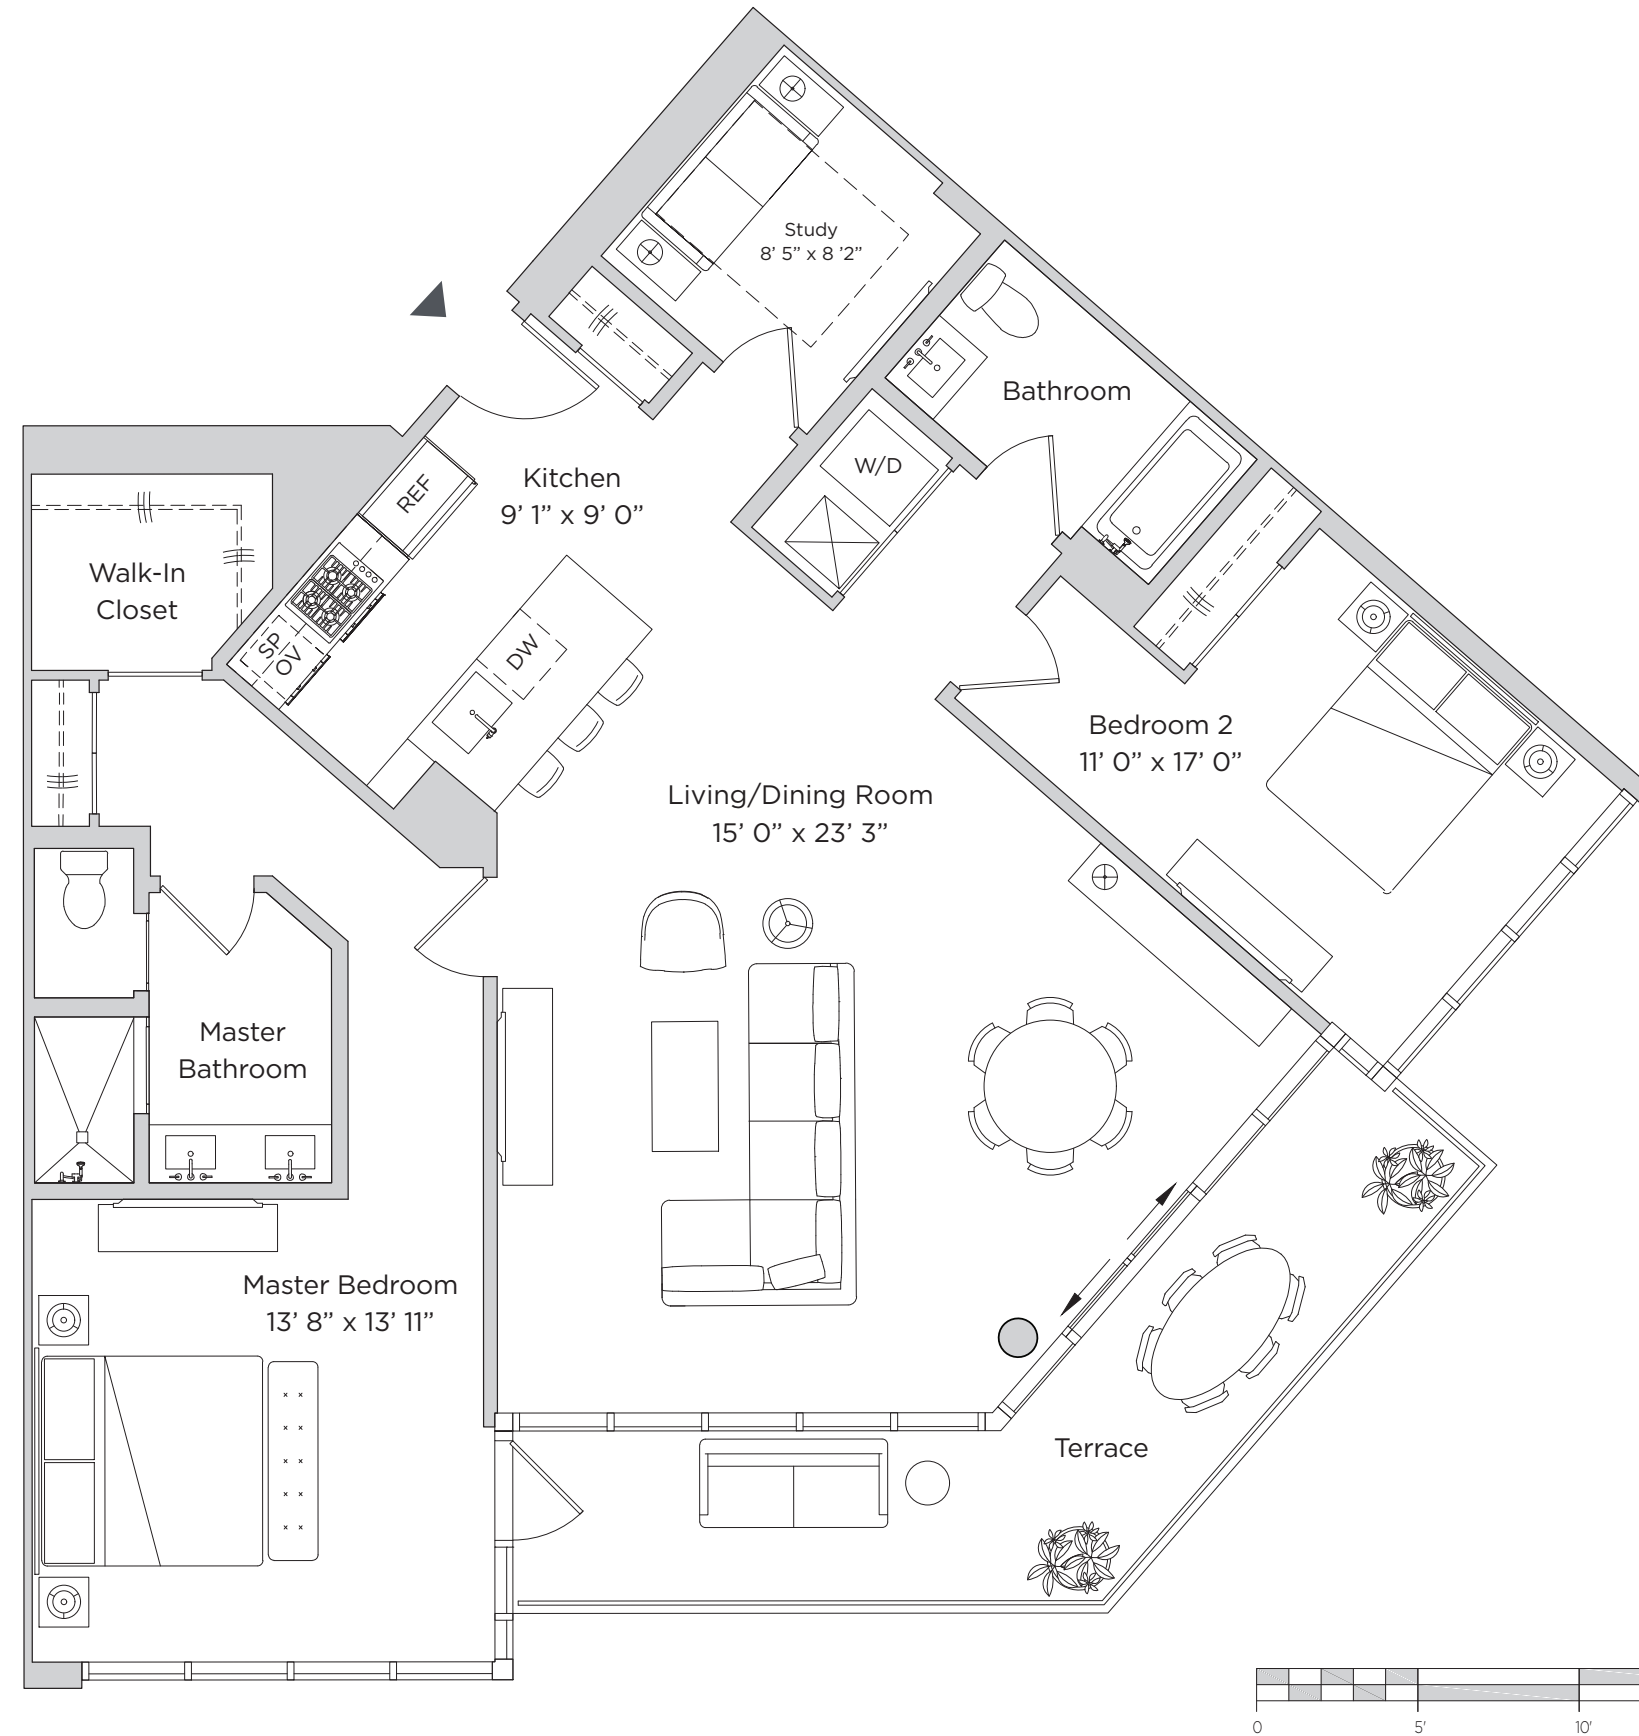 Study
8’ 5” x 8 ’2”
Bathroom
W/D
Kitchen
9’ 1” x 9’ 0”
REF
Walk-In
Closet
SP
OV
DW
Bedroom 2
11’ 0” x 17’ 0”
Living/Dining Room
15’ 0” x 23’ 3”
Master
Bathroom
Master Bedroom
13’ 8” x 13’ 11”
Terrace
0 5' 10'